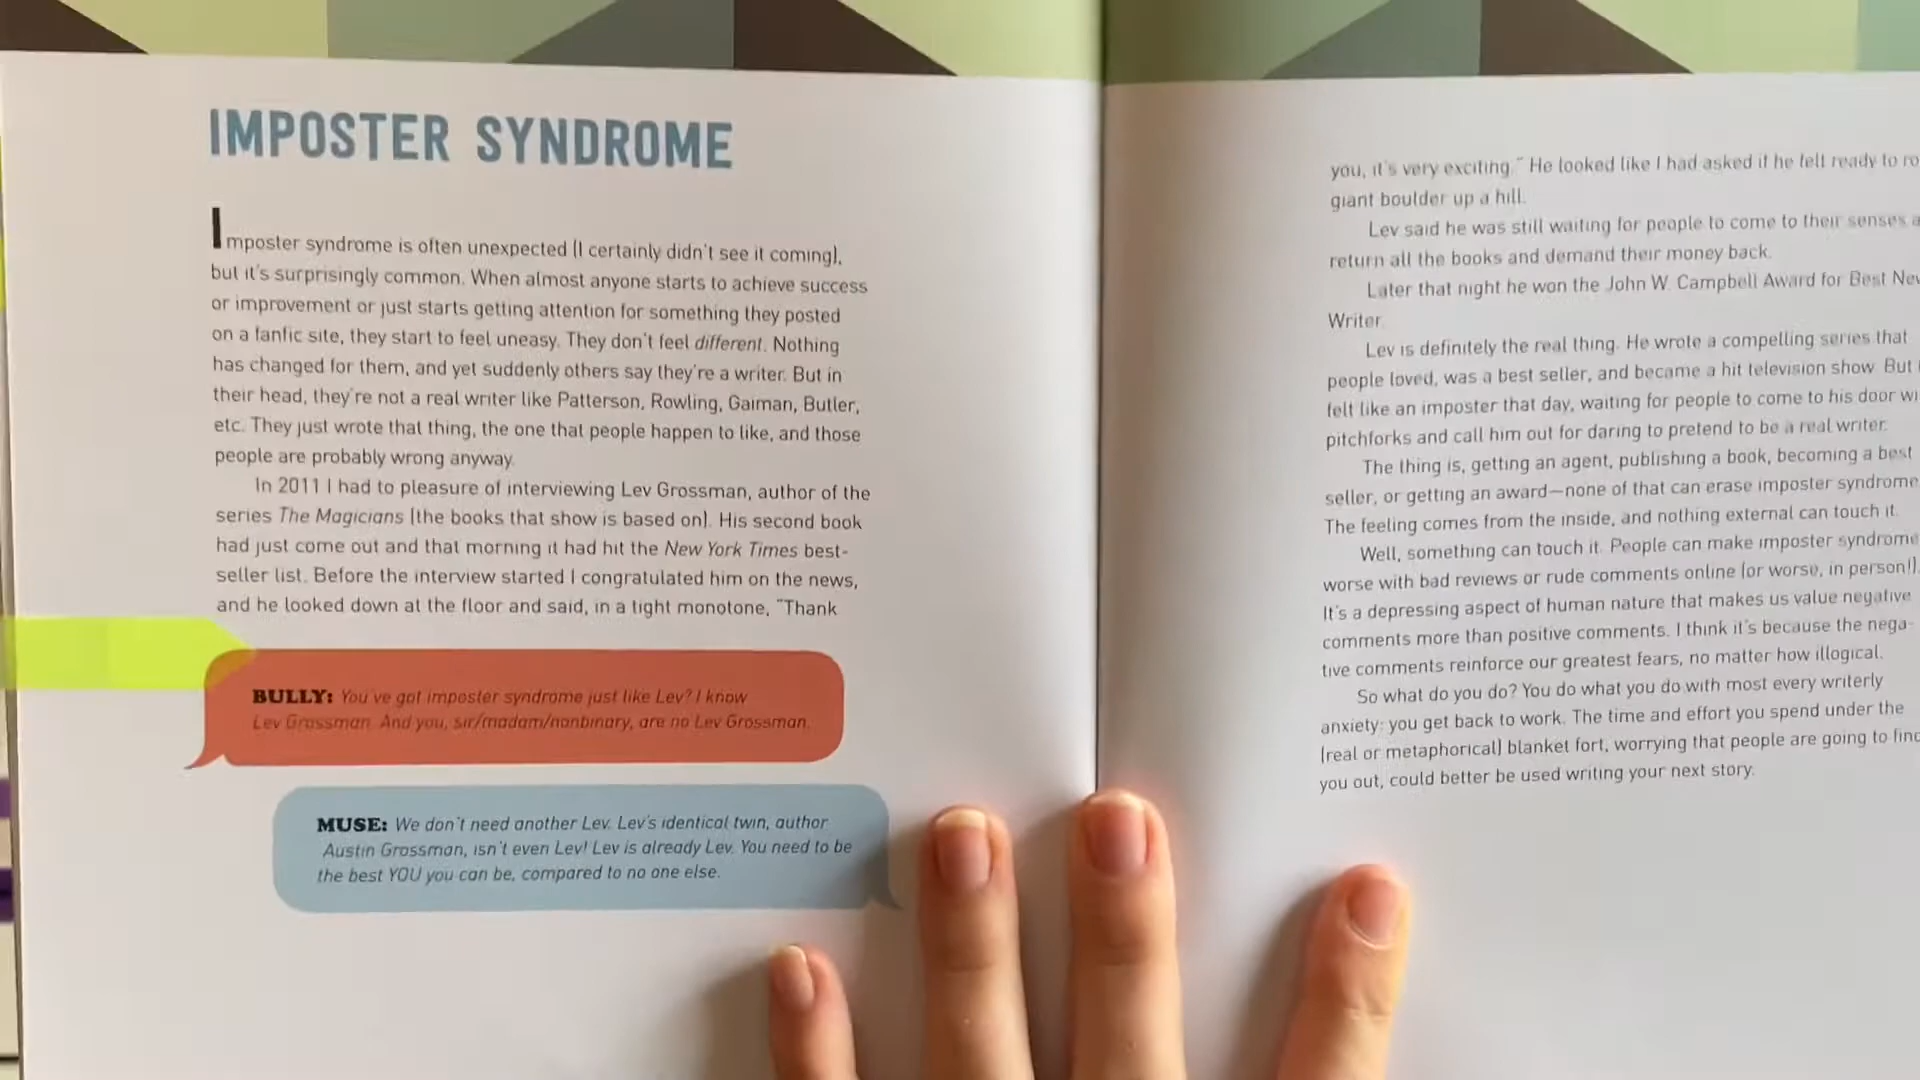 IMPOSTER SYNDROME
Imposter syndrome is often unexpected (I certainly didn't see it coming),
but it's surprisingly common. When almost anyone starts to achieve success
or improvement or just starts getting attention for something they posted
on a fanfic site, they start to feel uneasy. They don't feel different. Nothing
has changed for them, and yet suddenly others say they're a writer. But in
their head, they're not a real writer like Patterson, Rowling, Gaiman, Butler,
etc. They just wrote that thing, the one that people happen to like, and those
people are probably wrong anyway.
In 2011 I had to pleasure of interviewing Lev Grossman, author of the
series The Magicians (the books that show is based on). His second book
had just come out and that morning it had hit the New York Times best-
seller list. Before the interview started I congratulated him on the news,
and he looked down at the floor and said, in a tight monotone, "Thank
BULLY: You've got imposter syndrome just like Lev? I know
Lev Grossman. And you, sir/madam/nonbinary, are no Lev Grossman.
MUSE: We don't need another Lev. Lev's identical twin, author
Austin Grossman, isn't even Lev! Lev is already Lev. You need to be
the best YOU you can be, compared to no one else.
you, it's very exciting." He looked like I had asked if he felt ready to
giant boulder up a hill.
Lev said he was still waiting for people to come to their senses
return all the books and demand their money back.
Later that night he won the John W. Campbell Award for Best
Writer.
Lev is definitely the real thing. He wrote a compelling series that
people loved, was a best seller, and became a hit television show. But
felt like an imposter that day, waiting for people to come to his door
pitchforks and call him out for daring to pretend to be a real writer.
The thing is, getting an agent, publishing a book, becoming a best
seller, or getting an award—none of that can erase imposter syndrome
The feeling comes from the inside, and nothing external can touch it.
Well, something can touch it. People can make imposter syndrome
worse with bad reviews or rude comments online (or worse, in person!).
It's a depressing aspect of human nature that makes us value negative
comments more than positive comments. I think it's because the nega-
tive comments reinforce our greatest fears, no matter how illogical.
So what do you do? You do what you do with most every writerly
anxiety: you get back to work. The time and effort you spend under the
(real or metaphorical) blanket fort, worrying that people are going to find
you out, could better be used writing your next story.